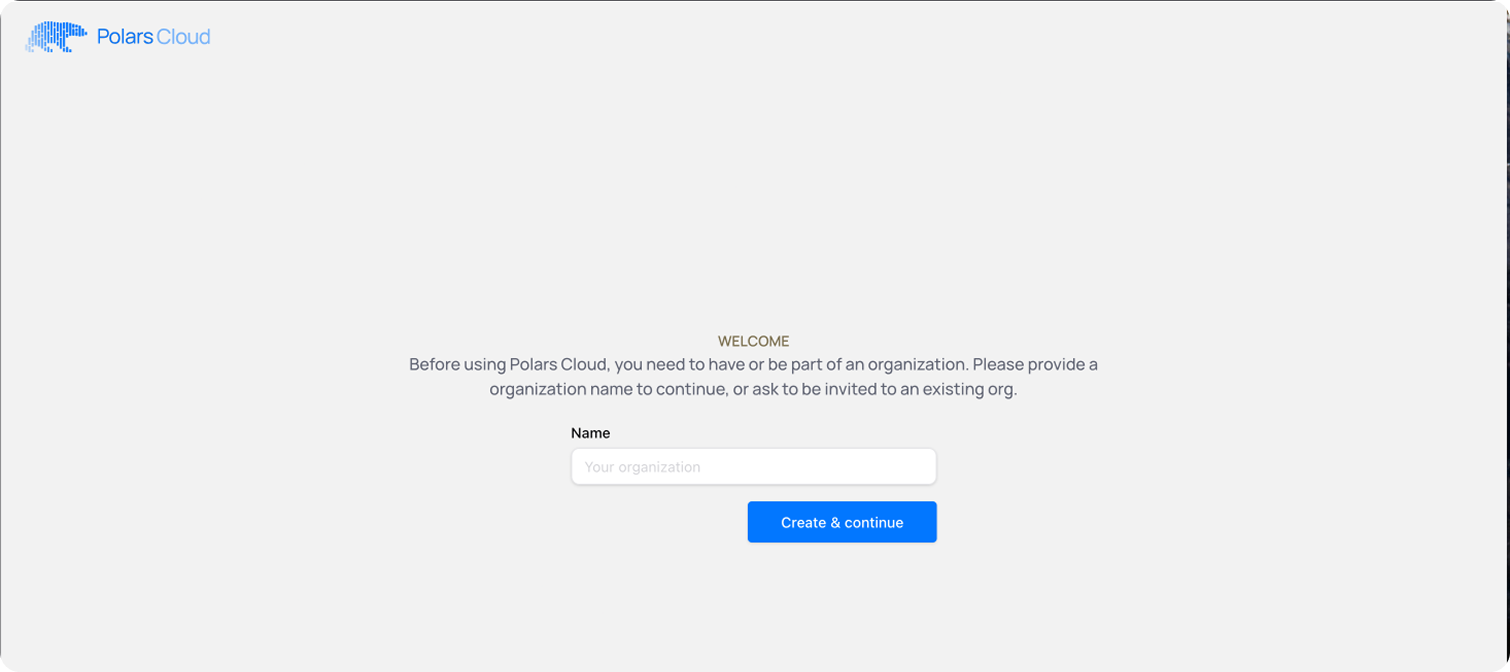 Polars Cloud
WELCOME
Before using Polars Cloud, you need to have or be part of an organization. Please provide a
organization name to continue, or ask to be invited to an existing org.
Name
Your organization
Create & continue